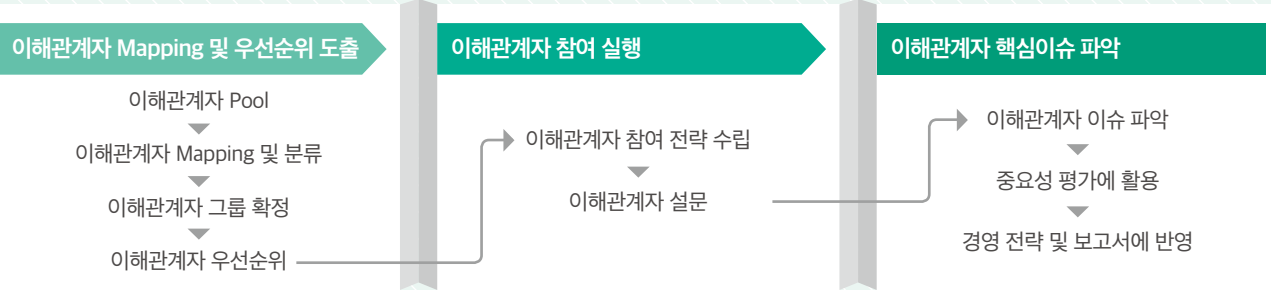 이해관계자 Mapping 및 우선순위 도출
이해관계자 Pool
이해관계자 Mapping 및 분류
이해관계자 그룹 확정
이해관계자 우선순위
이해관계자 참여 실행
이해관계자 참여 전략 수립
이해관계자 설문
이해관계자 핵심이슈 파악
이해관계자 이슈 파악
중요성 평가에 활용
경영 전략 및 보고서에 반영